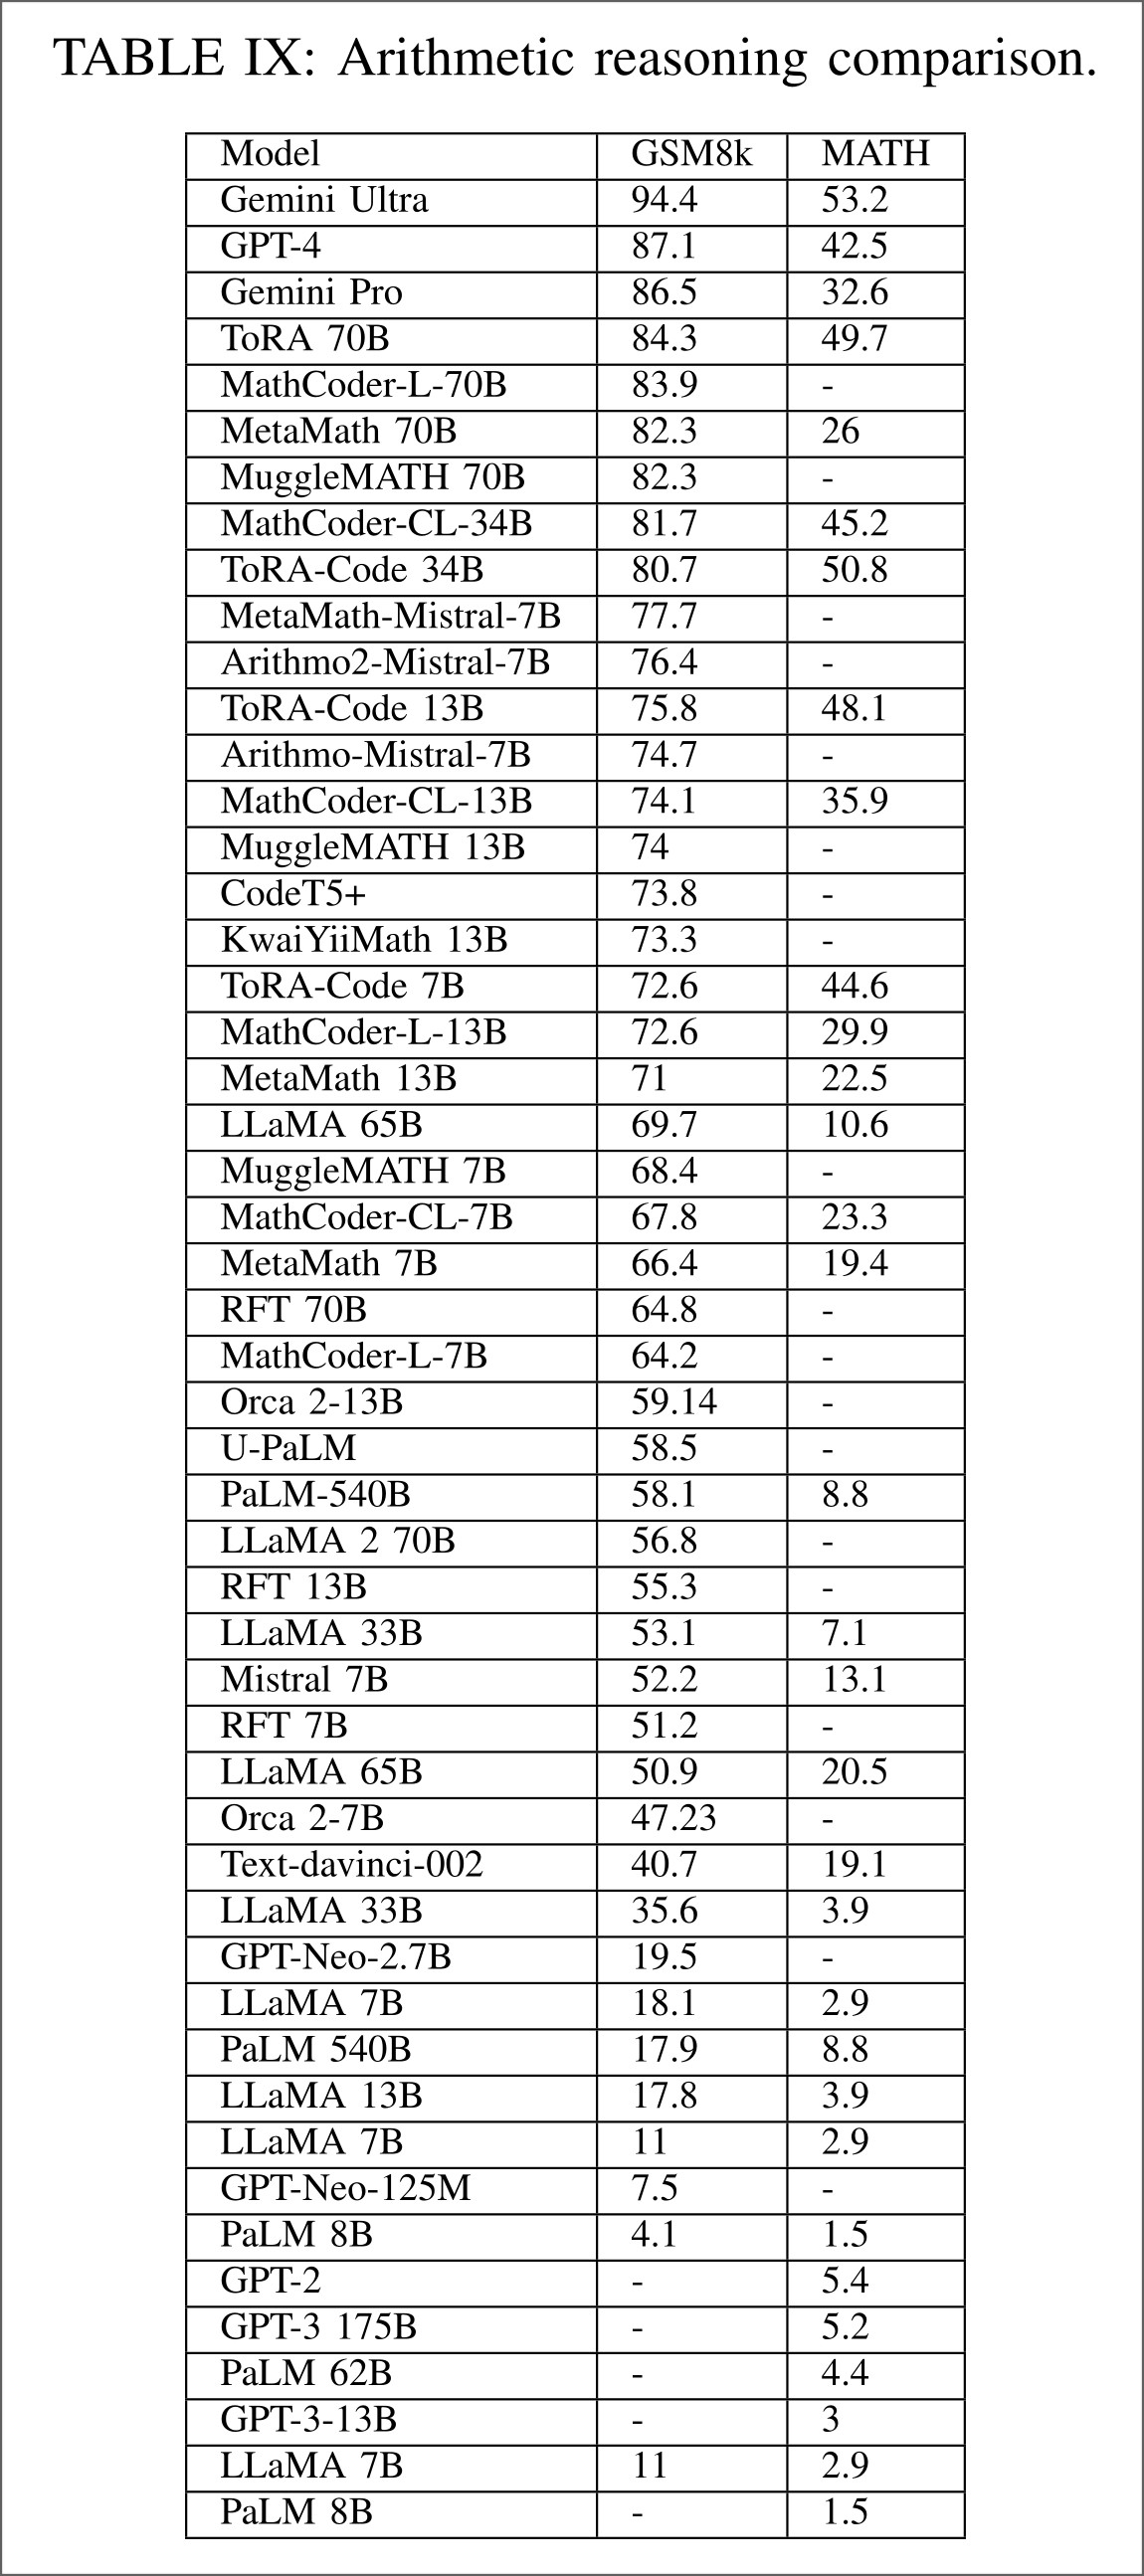 TABLE IX: Arithmetic reasoning comparison.
Model GSM8k MATH
Gemini Ultra 94.4 53.2
GPT-4 87.1 42.5
Gemini Pro 86.5 32.6
ToRA 70B 84.3 49.7
MathCoder-L-70B 83.9 -
MetaMath 70B 82.3 26
MuggleMATH 70B 82.3 -
MathCoder-CL-34B 81.7 45.2
ToRA-Code 34B 80.7 50.8
MetaMath-Mistral-7B 77.7 -
Arithmo2-Mistral-7B 76.4 -
ToRA-Code 13B 75.8 48.1
Arithmo-Mistral-7B 74.7 -
MathCoder-CL-13B 74.1 35.9
MuggleMATH 13B 74 -
CodeT5+ 73.8 -
KwaiYiiMath 13B 73.3 -
ToRA-Code 7B 72.6 44.6
MathCoder-L-13B 72.6 29.9
MetaMath 13B 71 22.5
LLaMA 65B 69.7 10.6
MuggleMATH 7B 68.4 -
MathCoder-CL-7B 67.8 23.3
MetaMath 7B 66.4 19.4
RFT 70B 64.8 -
MathCoder-L-7B 64.2 -
Orca 2-13B 59.14 -
U-PaLM 58.5 -
PaLM-540B 58.1 8.8
LLaMA 2 70B 56.8 -
RFT 13B 55.3 -
LLaMA 33B 53.1 7.1
Mistral 7B 52.2 13.1
RFT 7B 51.2 -
LLaMA 65B 50.9 20.5
Orca 2-7B 47.23 -
Text-davinci-002 40.7 19.1
LLaMA 33B 35.6 3.9
GPT-Neo-2.7B 19.5 -
LLaMA 7B 18.1 2.9
PaLM 540B 17.9 8.8
LLaMA 13B 17.8 3.9
LLaMA 7B 11 2.9
GPT-Neo-125M 7.5 -
PaLM 8B 4.1 1.5
GPT-2 - 5.4
GPT-3 175B - 5.2
PaLM 62B - 4.4
GPT-3-13B - 3
LLaMA 7B 11 2.9
PaLM 8B - 1.5